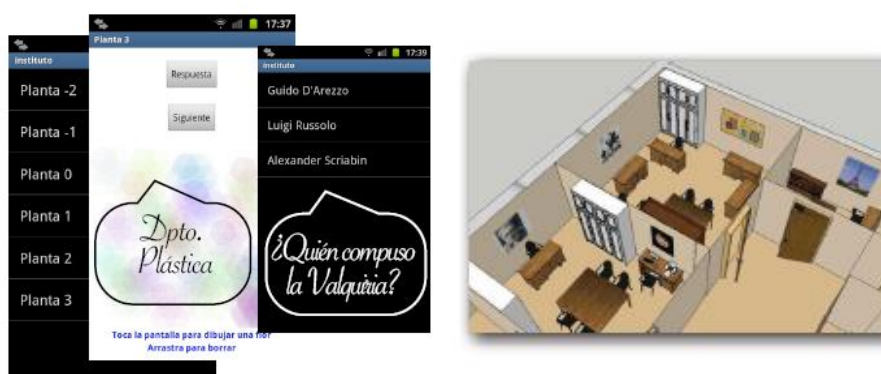 instituto
Planta -2
Planta -1
Planta 0
Planta 1
Planta 2
Planta 3
17:37
Planta 3
Respuesta
Siguiente
Dpto.
Plástica
Toca la pantalla para dibujar una flor
Arrastra para borrar
17:39
instituto
Guido D'Arezzo
Luigi Russolo
Alexander Scriabin
¿Quién compuso
la Valquiria?